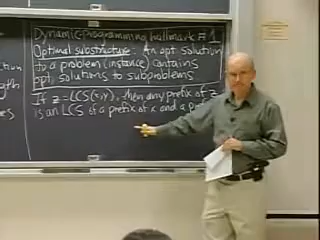 Dynamic-programming hallmark #1
Optimal substructure: An opt. solution
to a problem (instance) contains
opt. solutions to subproblems
If z = LCS(x,y), then any prefix of z
is an LCS of a prefix of x and a pref